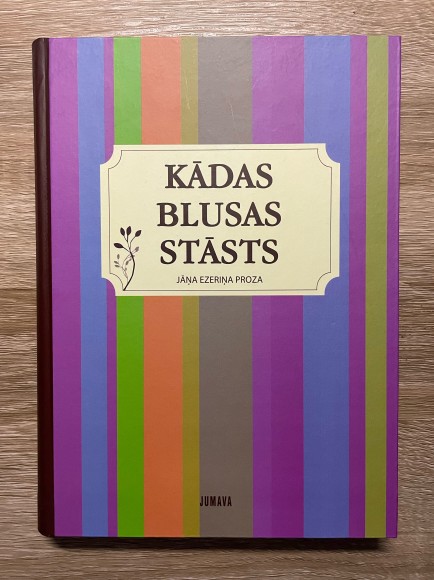 KĀDAS
BLUSAS
STĀSTS
JĀŅA EZERIŅA PROZA
JUMAVA